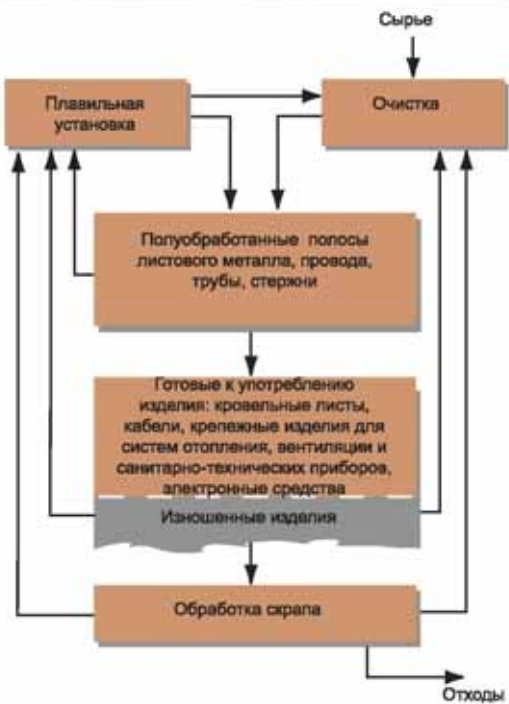 Сырье
Плавильная
установка
Очистка
Полуобработанные полосы
листового металла, провода,
трубы, стержни
Готовые к употреблению
изделия: кровельные листы,
кабели, крепежные изделия для
систем отопления, вентиляции и
санитарно-технических приборов,
электронные средства
Изношенные изделия
Обработка скрапа
Отходы